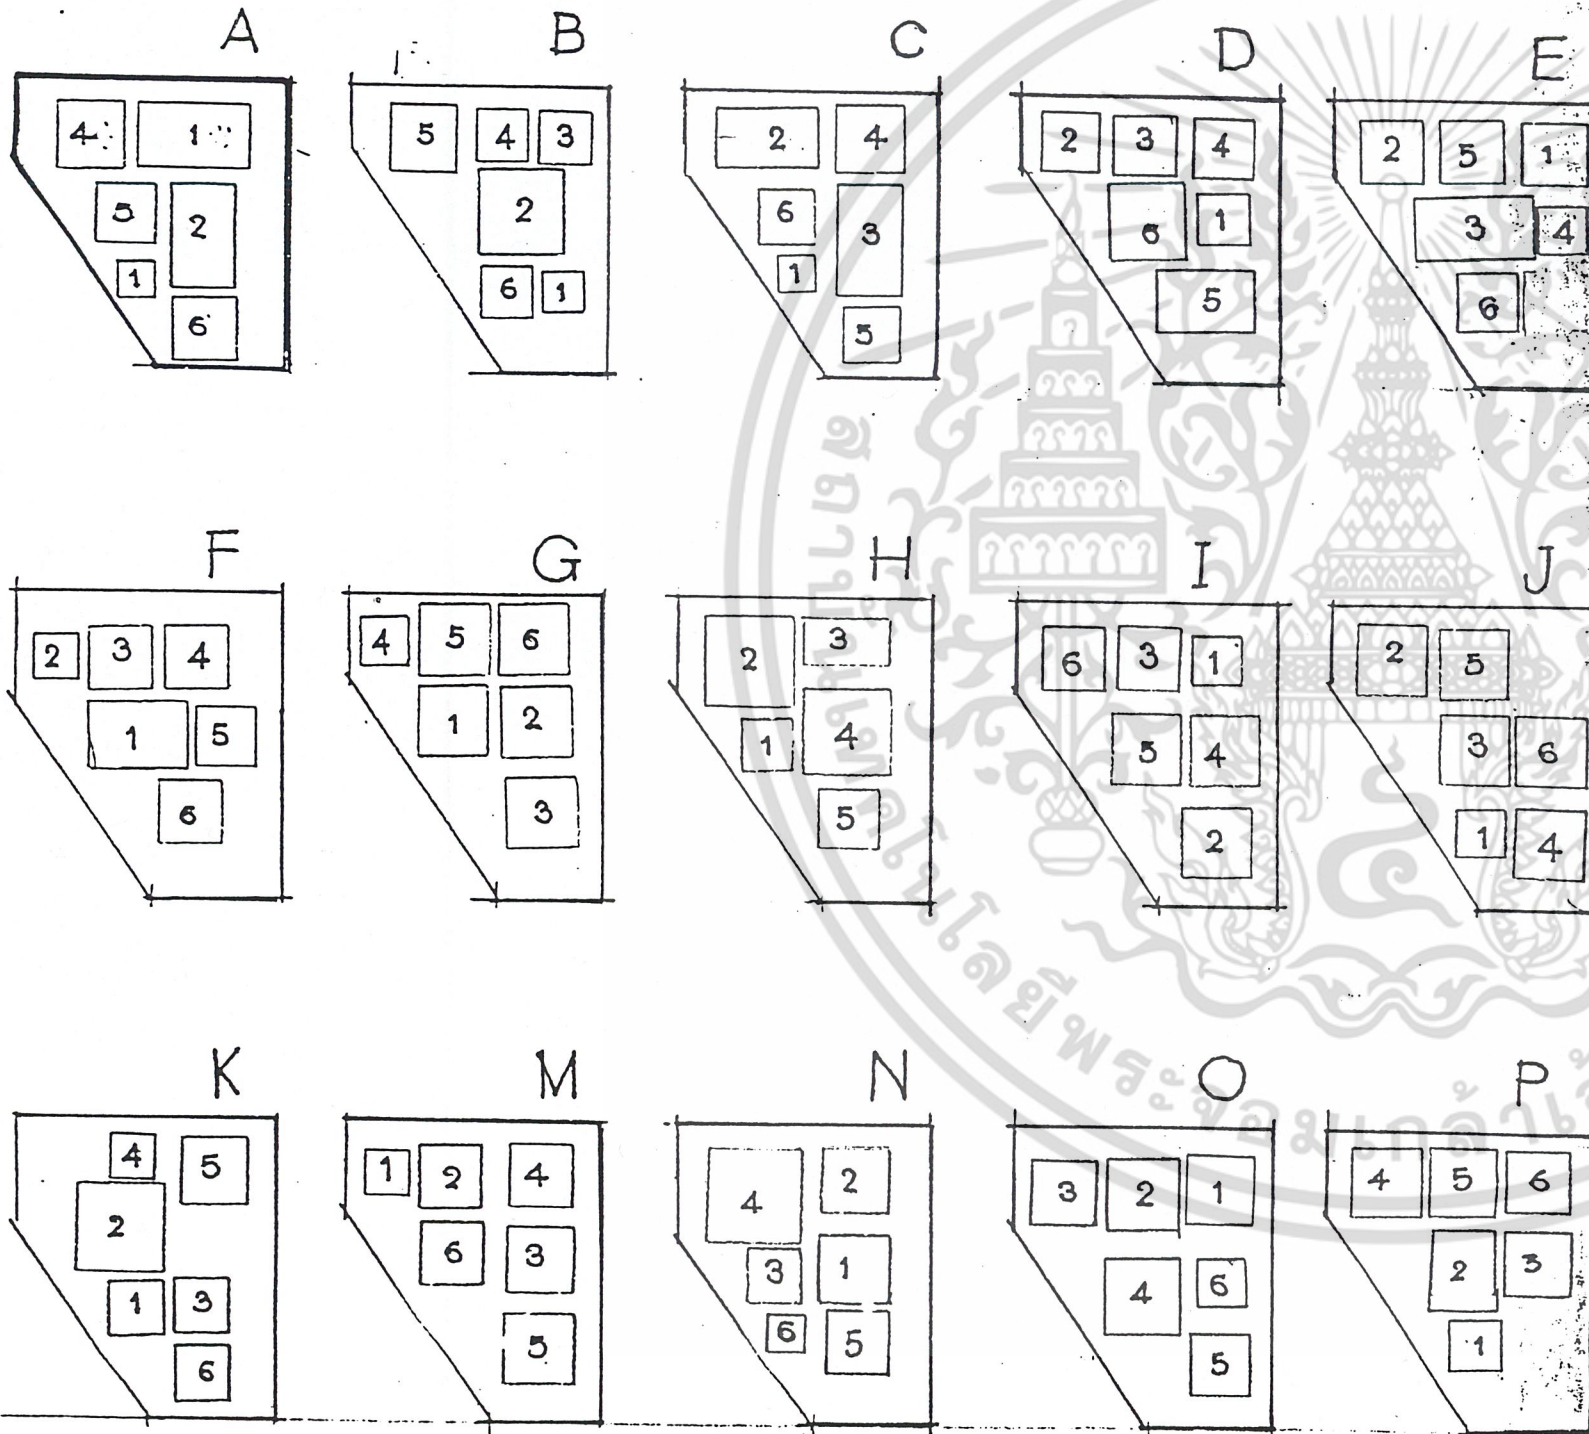 A B C D E
4 1 5 4 3 2 4 2 3 4 2 5 1
5 2 2 6 3 6 1 3 4
1 6 6 1 1 5 5 6
F G H I J
2 3 4 4 5 6 2 3 6 3 1 2 5
1 5 1 2 1 4 5 4 3 6
6 3 5 2 1 4
K M N O P
4 5 1 2 4 4 2 3 2 1 4 5 6
2 6 3 3 1 4 6 2 3
1 3 5 6 5 5 1
6